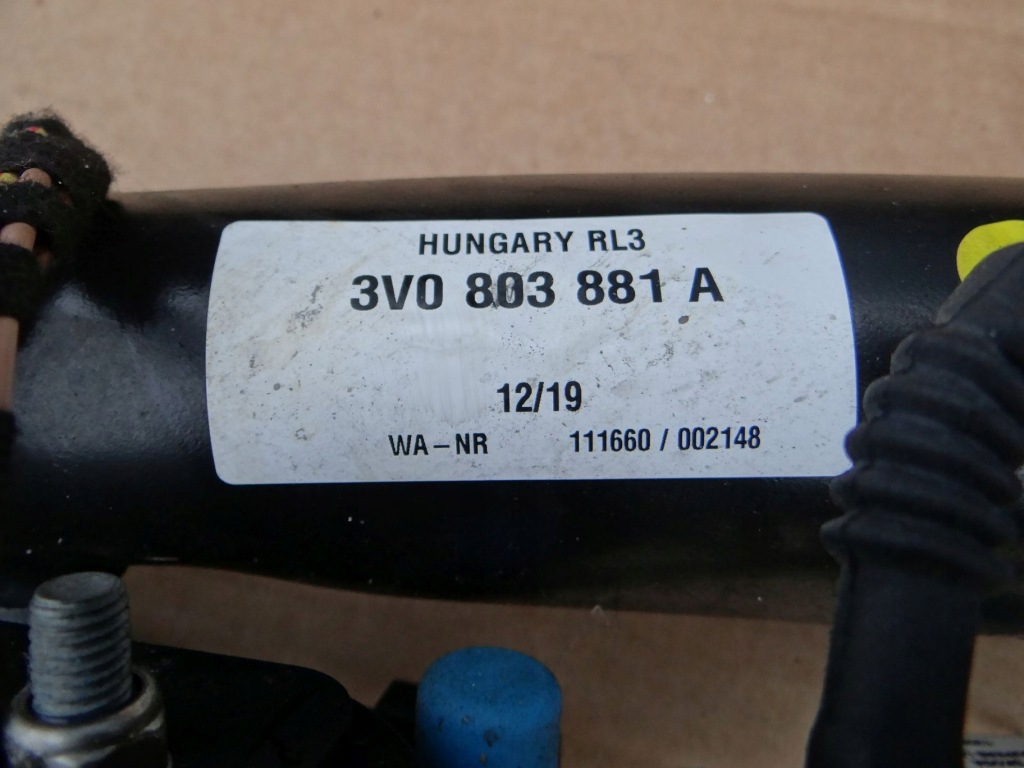 HUNGARY RL3
3V0 803 881 A
12/19
WA-NR 111660 / 002148